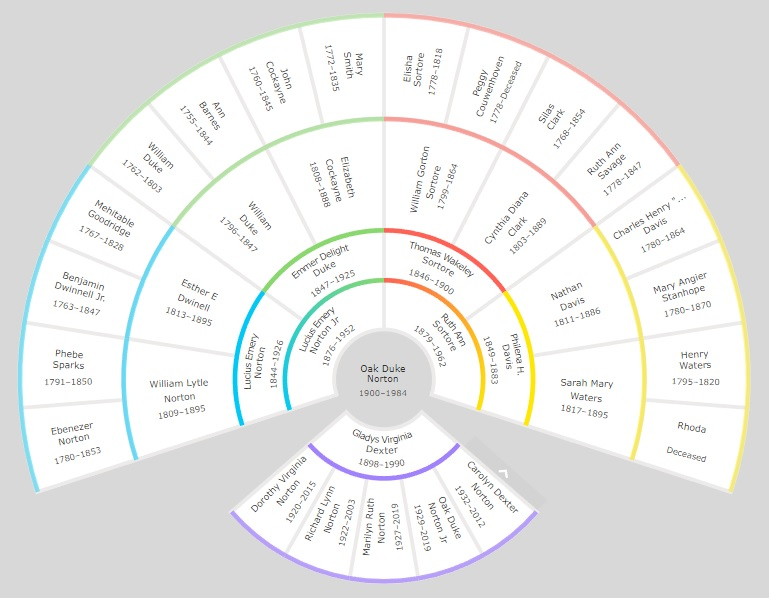 Ebenezer
Norton
1780–1853
Phebe
Sparks
1791–1850
Benjamin
Dwinnell Jr.
1763–1847
Mehitable
Goodridge
1767–1828
William
Duke
1762–1803
Ann
Barnes
1755–1844
John
Cockayne
1760–1845
Mary
Smith
1772–1835
Elisha
Sortore
1778–1818
Peggy
Couwenhoven
1778–Deceased
Silas
Clark
1768–1854
Ruth Ann
Savage
1778–1847
Charles Henry "...
Davis
1780–1864
Mary Angier
Stanhope
1780–1870
Henry
Waters
1795–1820
Rhoda
Deceased
William Lytle
Norton
1809–1895
Esther E
Dwinell
1813–1895
William
Duke
1796–1847
Elizabeth
Cockayne
1808–1888
William Gorton
Sortore
1799–1864
Cynthia Diana
Clark
1803–1889
Nathan
Davis
1811–1886
Sarah Mary
Waters
1817–1895
Lucius Emery
Norton
1844–1926
Emmer Delight
Duke
1847–1925
Thomas Wakeley
Sortore
1846–1900
Philena H.
Davis
1849–1883
Lucius Emery
Norton Jr
1876–1952
Ruth Ann
Sortore
1879–1962
Oak Duke
Norton
1900–1984
Gladys Virginia
Dexter
1898–1990
Dorothy Virginia
Norton
1920–2015
Richard Lynn
Norton
1922–2003
Marilyn Ruth
Norton
1927–2019
Oak Duke
Norton Jr
1929–2019
Carolyn Dexter
Norton
1932–2012